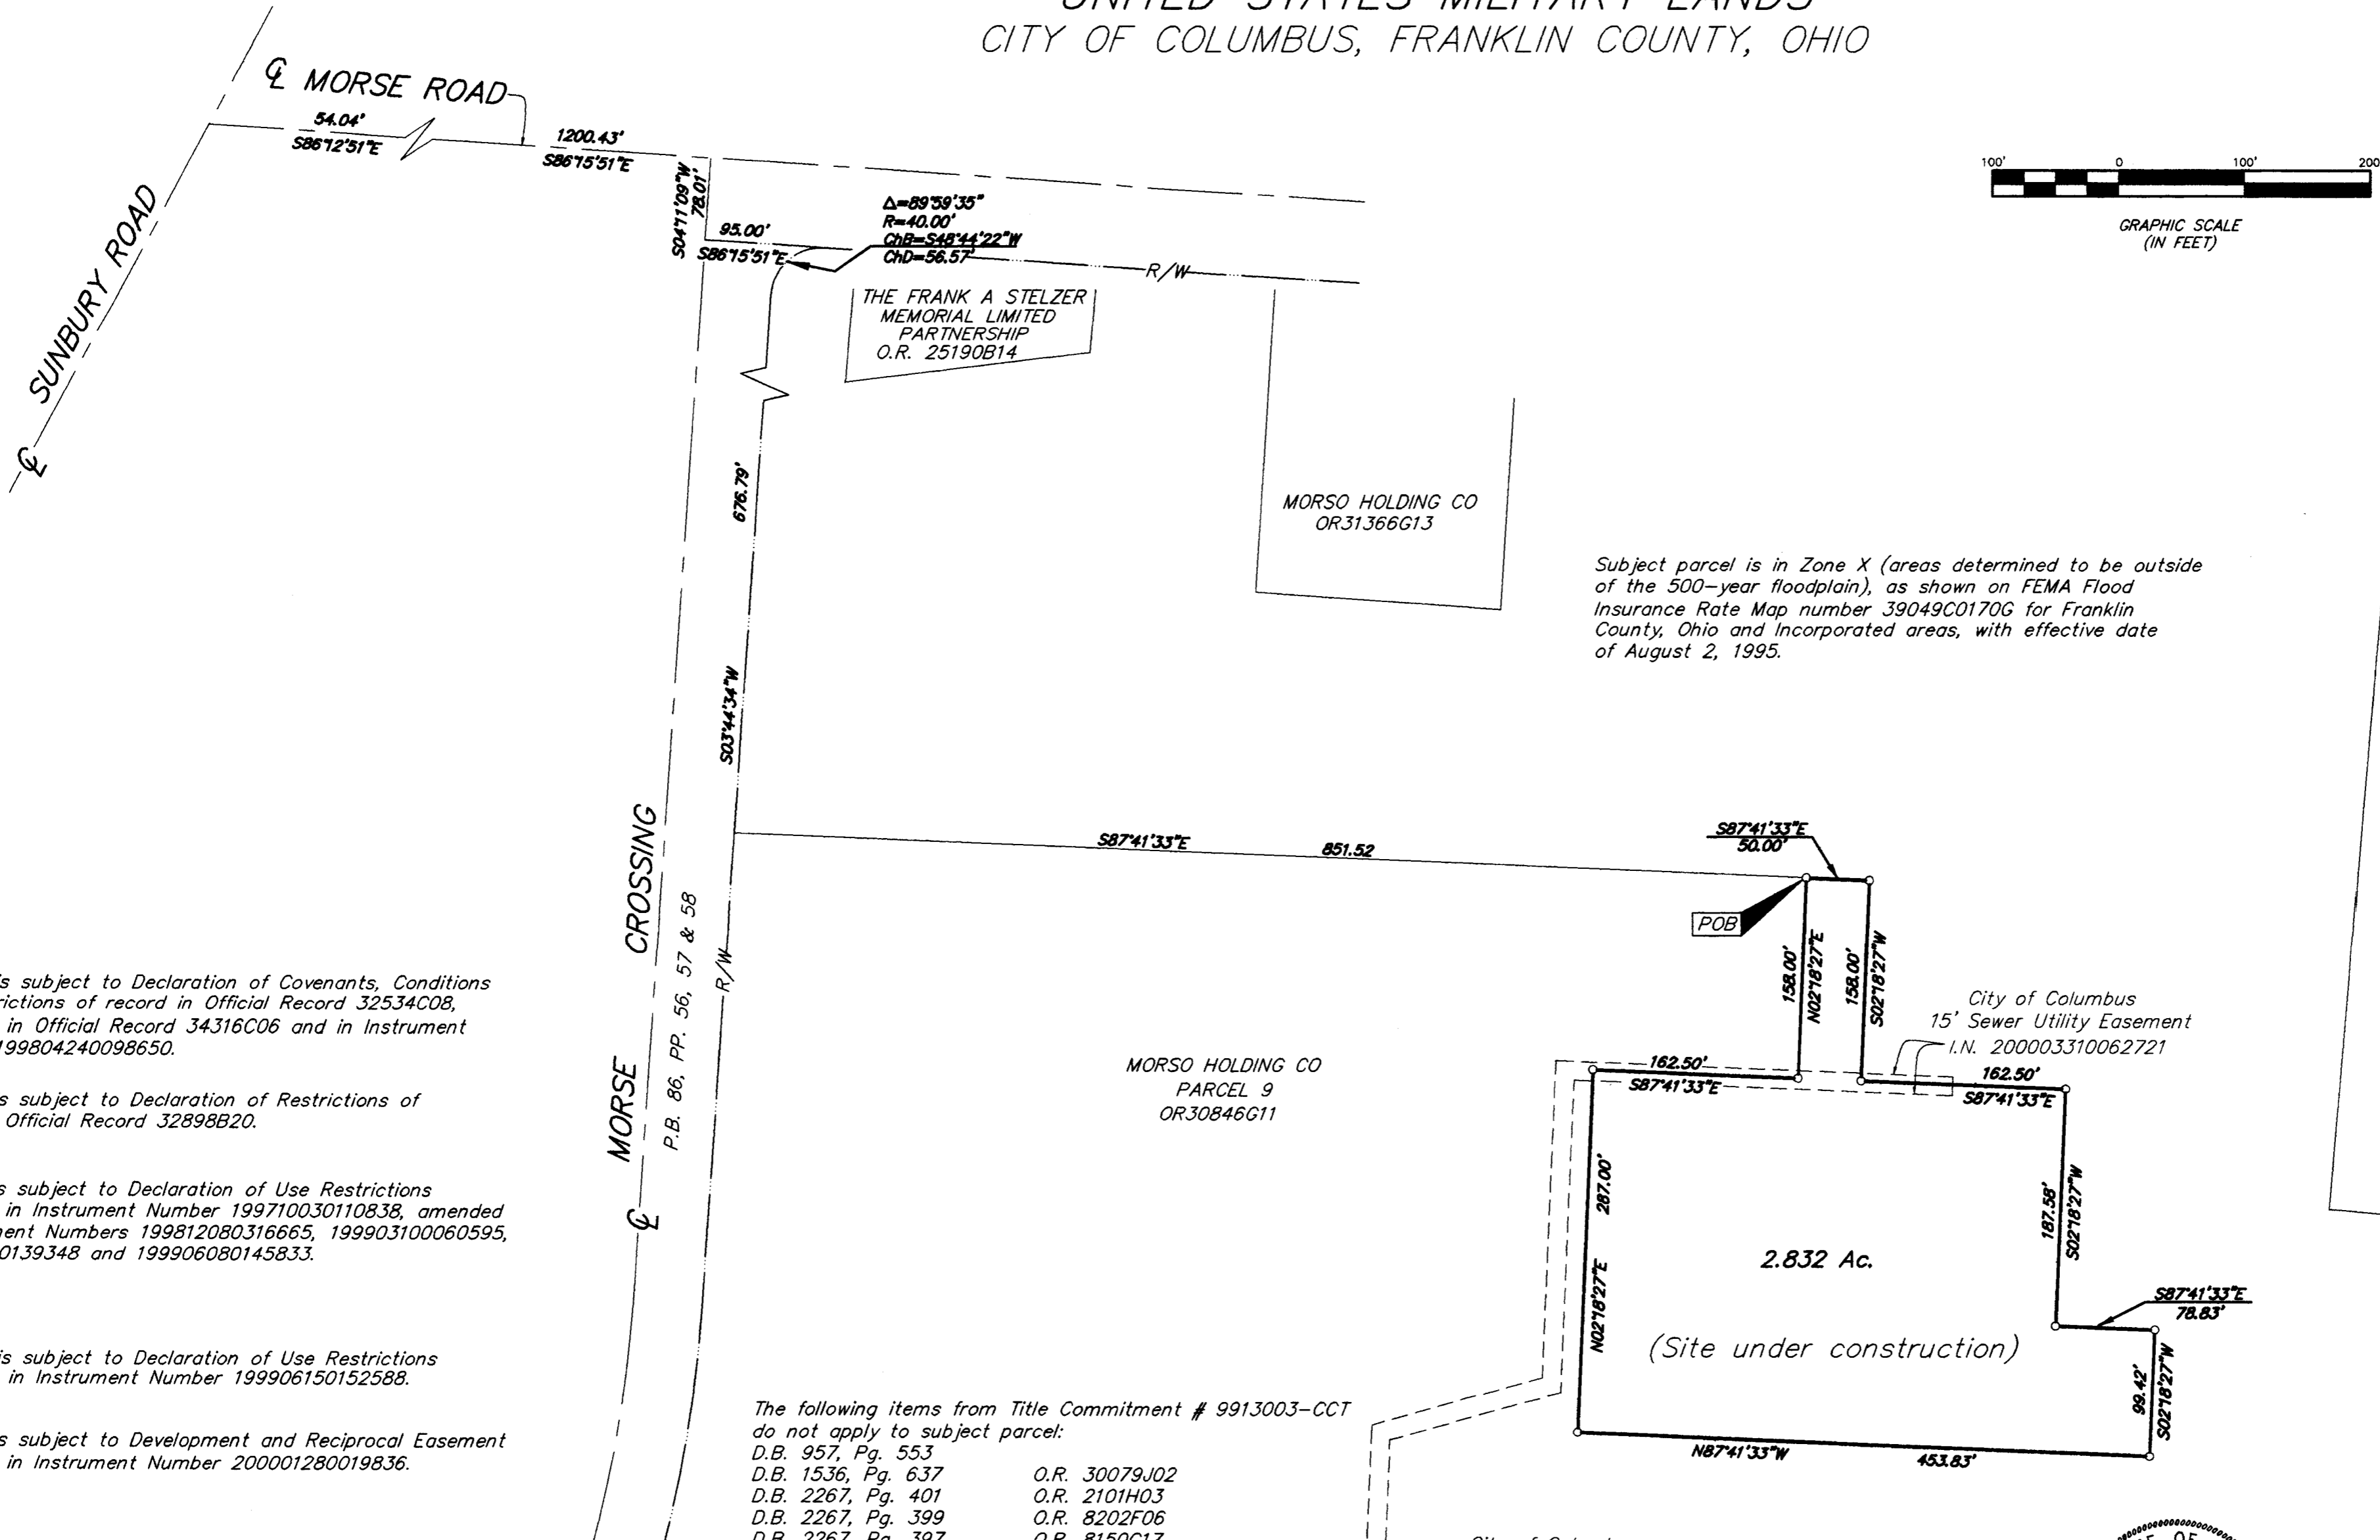 CITY OF COLUMBUS, FRANKLIN COUNTY, OHIO
℄ MORSE ROAD
54.04'
S86°12'51"E
1200.43'
S86°15'51"E
S04°11'09"W
78.01'
95.00'
S86°15'51"E
Δ=89°59'35"
R=40.00'
ChB=S48°44'22"W
ChD=56.57'
R/W
100'
0
100'
200
GRAPHIC SCALE
(IN FEET)
SUNBURY ROAD
℄
THE FRANK A STELZER
MEMORIAL LIMITED
PARTNERSHIP
O.R. 25190B14
676.79'
S03°44'34"W
MORSO HOLDING CO
OR31366G13
Subject parcel is in Zone X (areas determined to be outside
of the 500-year floodplain), as shown on FEMA Flood
Insurance Rate Map number 39049C0170G for Franklin
County, Ohio and Incorporated areas, with effective date
of August 2, 1995.
S87°41'33"E
851.52
S87°41'33"E
50.00'
POB
158.00'
N02°18'27"E
158.00'
S02°18'27"W
City of Columbus
15' Sewer Utility Easement
I.N. 200003310062721
℄ MORSE CROSSING
P.B. 86, PP. 56, 57 & 58
R/W
MORSO HOLDING CO
PARCEL 9
OR30846G11
162.50'
S87°41'33"E
162.50'
S87°41'33"E
287.00'
N02°18'27"E
187.58'
S02°18'27"W
2.832 Ac.
(Site under construction)
S87°41'33"E
78.83'
99.42'
S02°18'27"W
N87°41'33"W
453.83'
s subject to Declaration of Covenants, Conditions
rictions of record in Official Record 32534C08,
in Official Record 34316C06 and in Instrument
199804240098650.
s subject to Declaration of Restrictions of
Official Record 32898B20.
s subject to Declaration of Use Restrictions
in Instrument Number 199710030110838, amended
ent Numbers 199812080316665, 199903100060595,
0139348 and 199906080145833.
is subject to Declaration of Use Restrictions
in Instrument Number 199906150152588.
s subject to Development and Reciprocal Easement
in Instrument Number 200001280019836.
The following items from Title Commitment # 9913003-CCT
do not apply to subject parcel:
D.B. 957, Pg. 553
D.B. 1536, Pg. 637 O.R. 30079J02
D.B. 2267, Pg. 401 O.R. 2101H03
D.B. 2267, Pg. 399 O.R. 8202F06